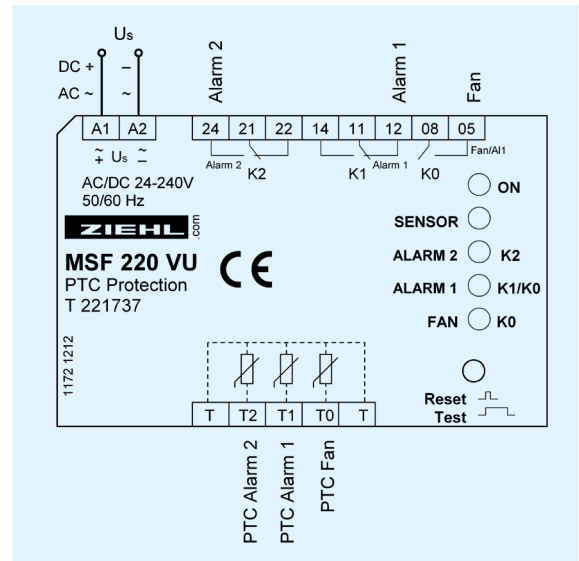 Us
DC + –
AC ~ ~
Alarm 2
Alarm 1
Fan
A1 A2 24 21 22 14 11 12 08 05
~ + Us ~ –
Alarm 2 K2 K1 Alarm 1 K0 Fan/Al1
AC/DC 24-240V
50/60 Hz
ZIEHL .com
MSF 220 VU
PTC Protection
T 221737
CE
ON
SENSOR
ALARM 2 K2
ALARM 1 K1/K0
FAN K0
1172 1212
Reset
Test
T T2 T1 T0 T
PTC Alarm 2
PTC Alarm 1
PTC Fan